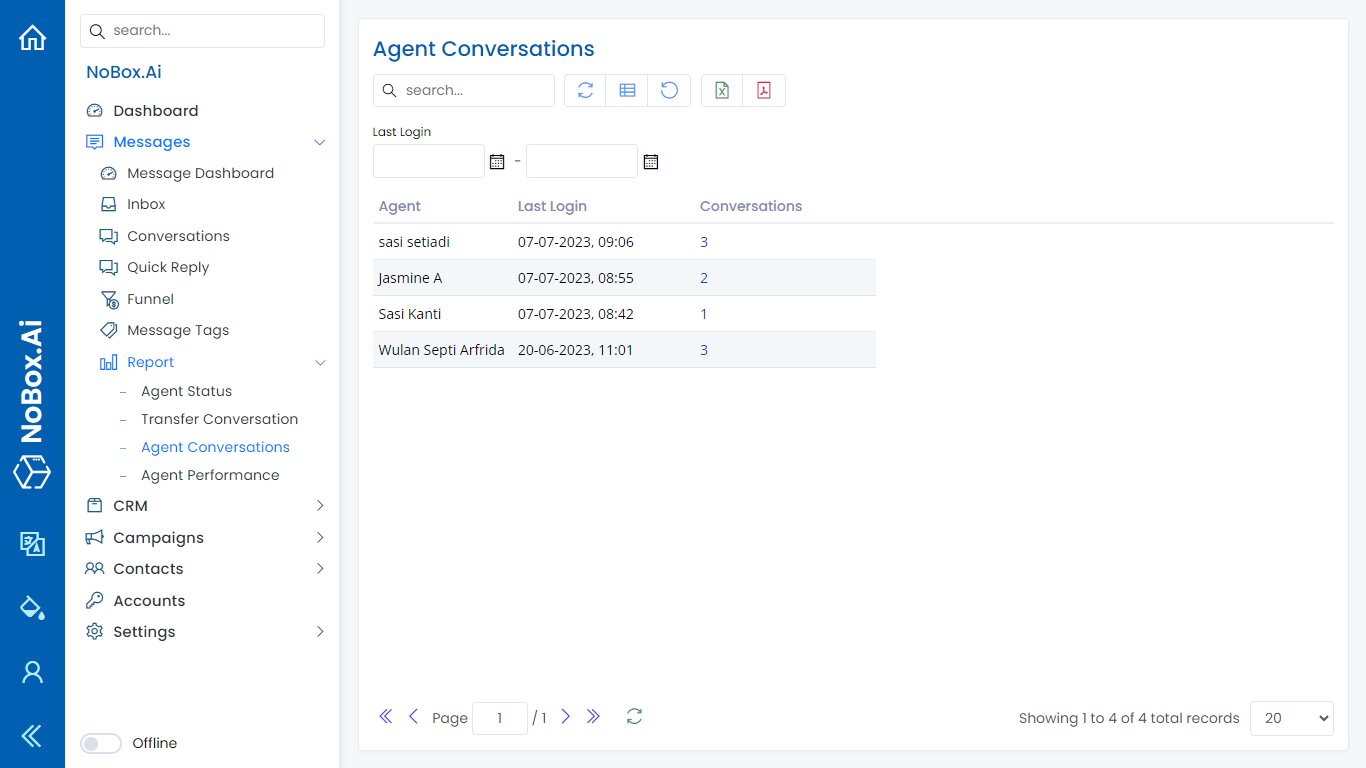 search...
NoBox.Ai
Dashboard
Messages
Message Dashboard
Inbox
Conversations
Quick Reply
Funnel
Message Tags
Report
– Agent Status
– Transfer Conversation
– Agent Conversations
– Agent Performance
CRM
Campaigns
Contacts
Accounts
Settings
Offline
NoBox.Ai
Agent Conversations
search...
Last Login
–
Agent Last Login Conversations
sasi setiadi 07-07-2023, 09:06 3
Jasmine A 07-07-2023, 08:55 2
Sasi Kanti 07-07-2023, 08:42 1
Wulan Septi Arfrida 20-06-2023, 11:01 3
Page 1 / 1
Showing 1 to 4 of 4 total records 20